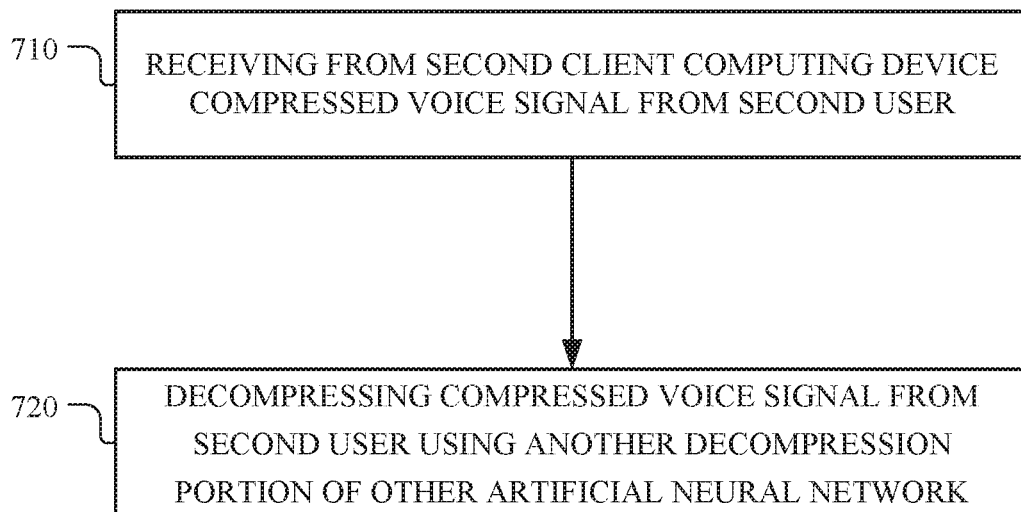 710
RECEIVING FROM SECOND CLIENT COMPUTING DEVICE
COMPRESSED VOICE SIGNAL FROM SECOND USER
720
DECOMPRESSING COMPRESSED VOICE SIGNAL FROM
SECOND USER USING ANOTHER DECOMPRESSION
PORTION OF OTHER ARTIFICIAL NEURAL NETWORK